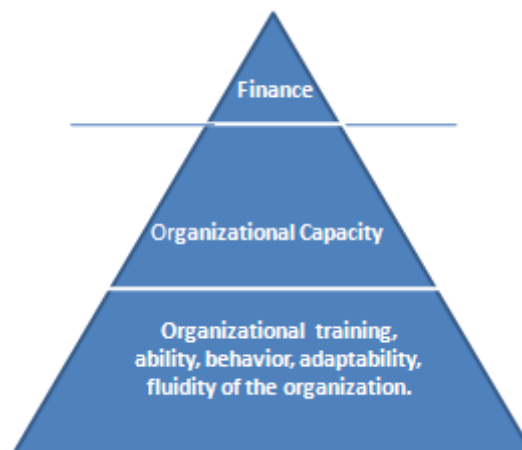 Finance
Organizational Capacity
Organizational training,
ability, behavior, adaptability,
fluidity of the organization.